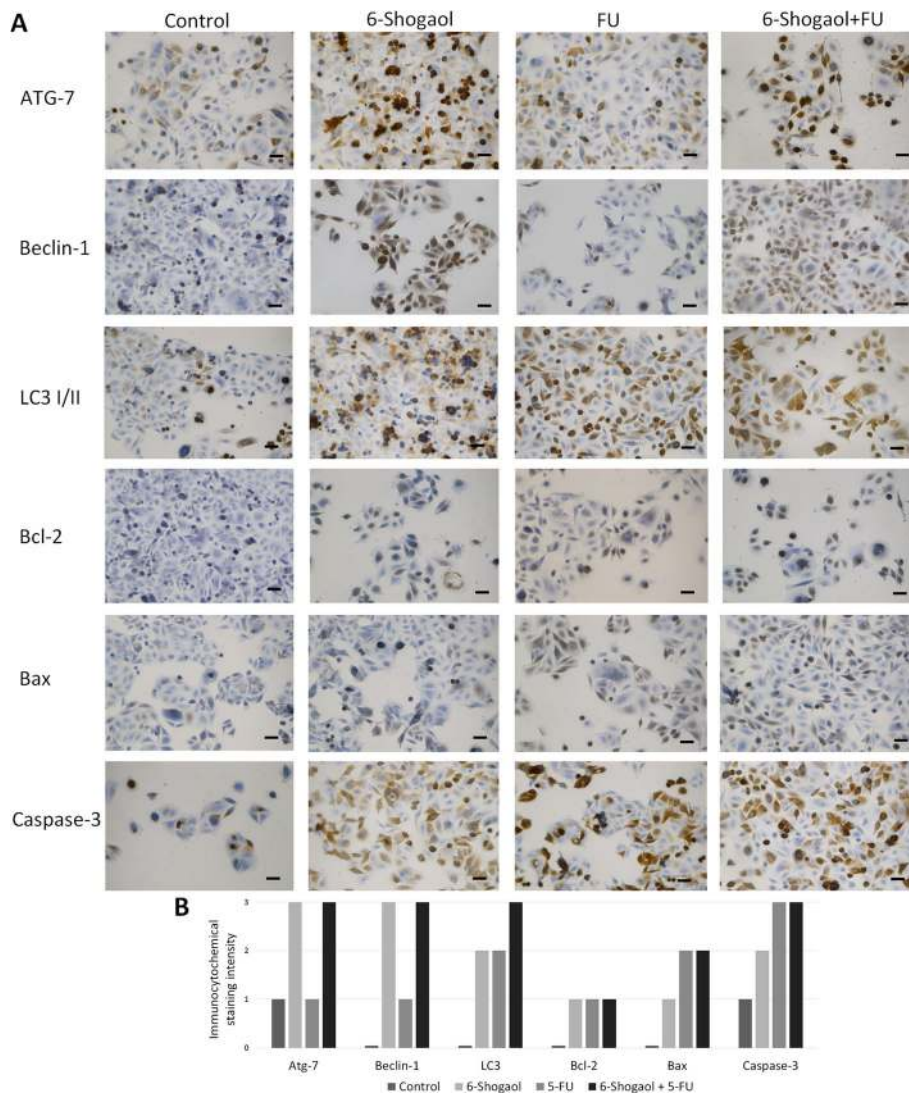 A
Control 6-Shogaol FU 6-Shogaol+FU
ATG-7
Beclin-1
LC3 I/II
Bcl-2
Bax
Caspase-3
B
Immunocytochemical
staining intensity
3
2
1
0
Atg-7 Beclin-1 LC3 Bcl-2 Bax Caspase-3
Control 6-Shogaol 5-FU 6-Shogaol + 5-FU